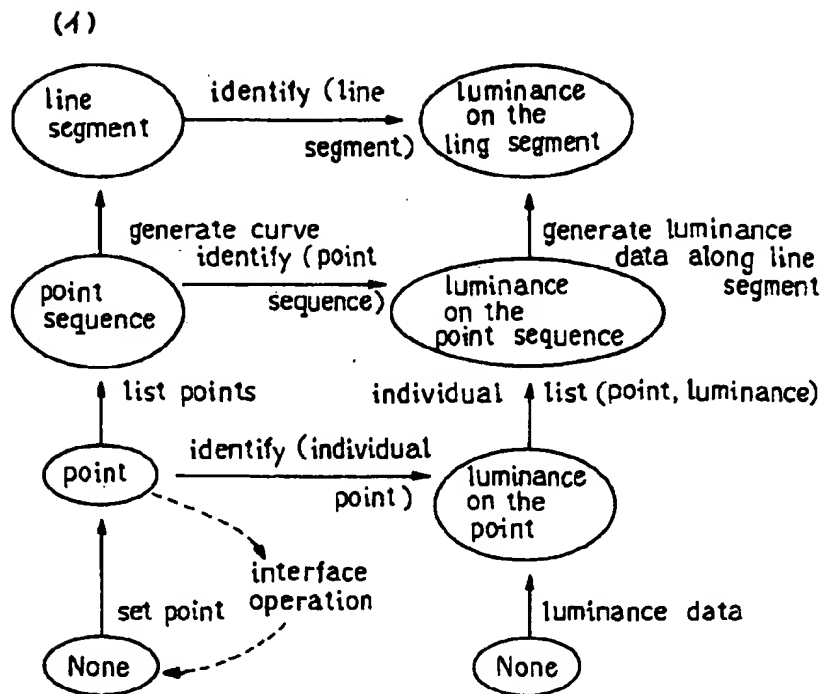 (1)
line
segment
identify (line
segment)
luminance
on the
ling segment
generate curve
generate luminance
data along line
segment
point
sequence
identify (point
sequence)
luminance
on the
point sequence
list points
individual
list (point, luminance)
point
identify (individual
point)
luminance
on the
point
interface
operation
set point
luminance data
None
None